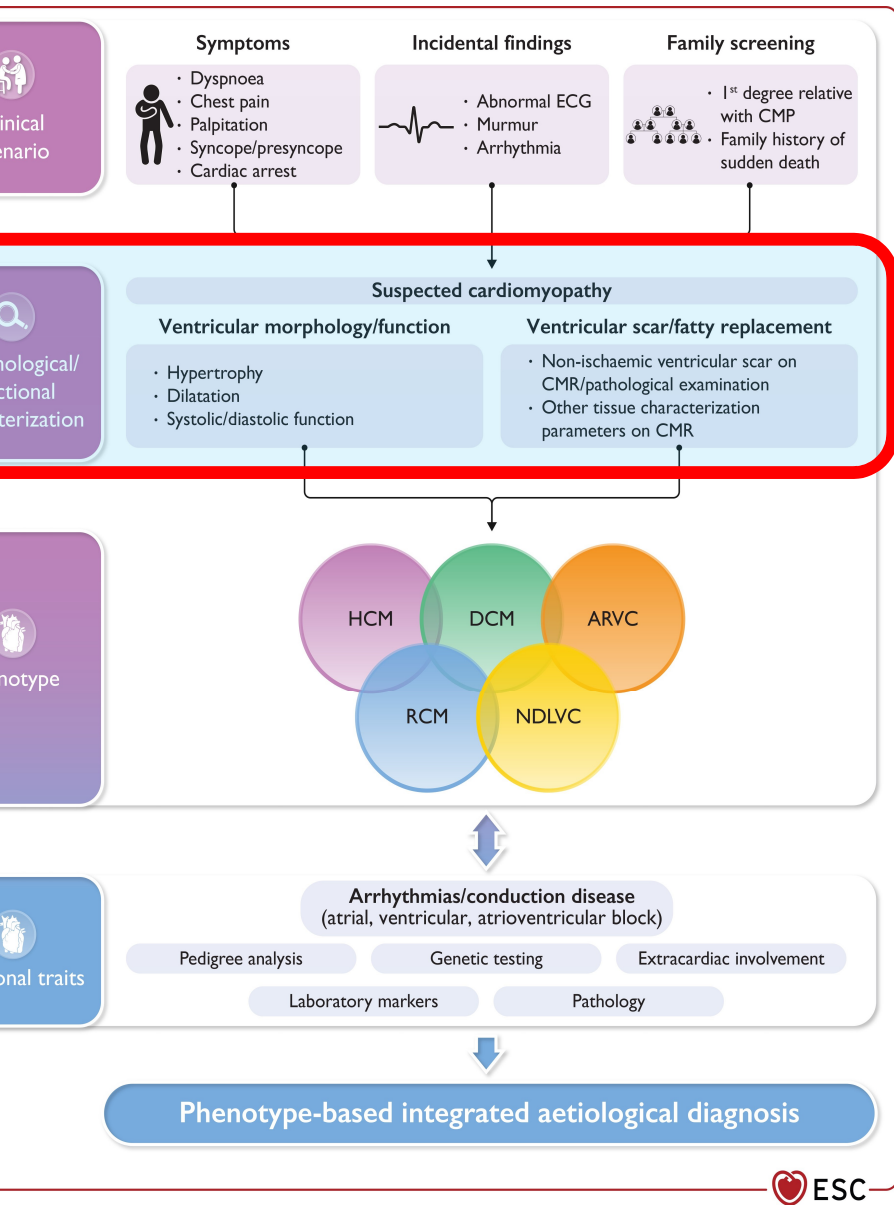 Symptoms
Dyspnoea
Chest pain
Palpitation
Syncope/presyncope
Cardiac arrest
Incidental findings
Abnormal ECG
Murmur
Arrhythmia
Family screening
1st degree relative
with CMP
Family history of
sudden death
inical
enario
Suspected cardiomyopathy
Ventricular morphology/function
Hypertrophy
Dilatation
Systolic/diastolic function
Ventricular scar/fatty replacement
Non-ischaemic ventricular scar on
CMR/pathological examination
Other tissue characterization
parameters on CMR
hological/
ctional
terization
HCM
DCM
ARVC
RCM
NDLVC
notype
Arrhythmias/conduction disease
(atrial, ventricular, atrioventricular block)
Pedigree analysis
Genetic testing
Extracardiac involvement
Laboratory markers
Pathology
onal traits
Phenotype-based integrated aetiological diagnosis
ESC